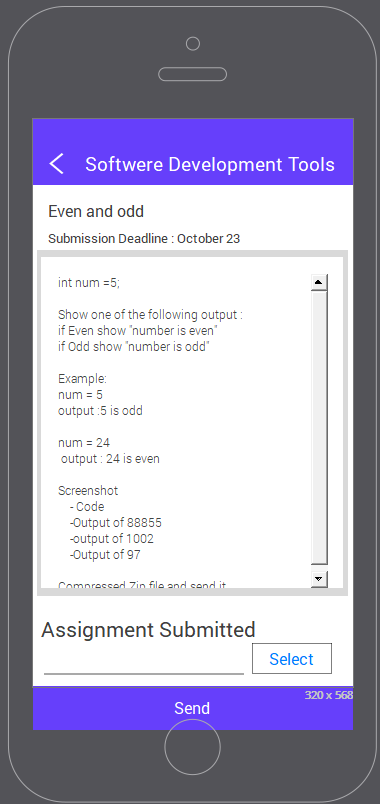 Softwere Development Tools
Even and odd
Submission Deadline : October 23
int num =5;
Show one of the following output :
if Even show "number is even"
if Odd show "number is odd"
Example:
num = 5
output :5 is odd
num = 24
output : 24 is even
Screenshot
- Code
-Output of 88855
-output of 1002
-Output of 97
Compressed Zip file and send it
Assignment Submitted
Select
320 x 568
Send